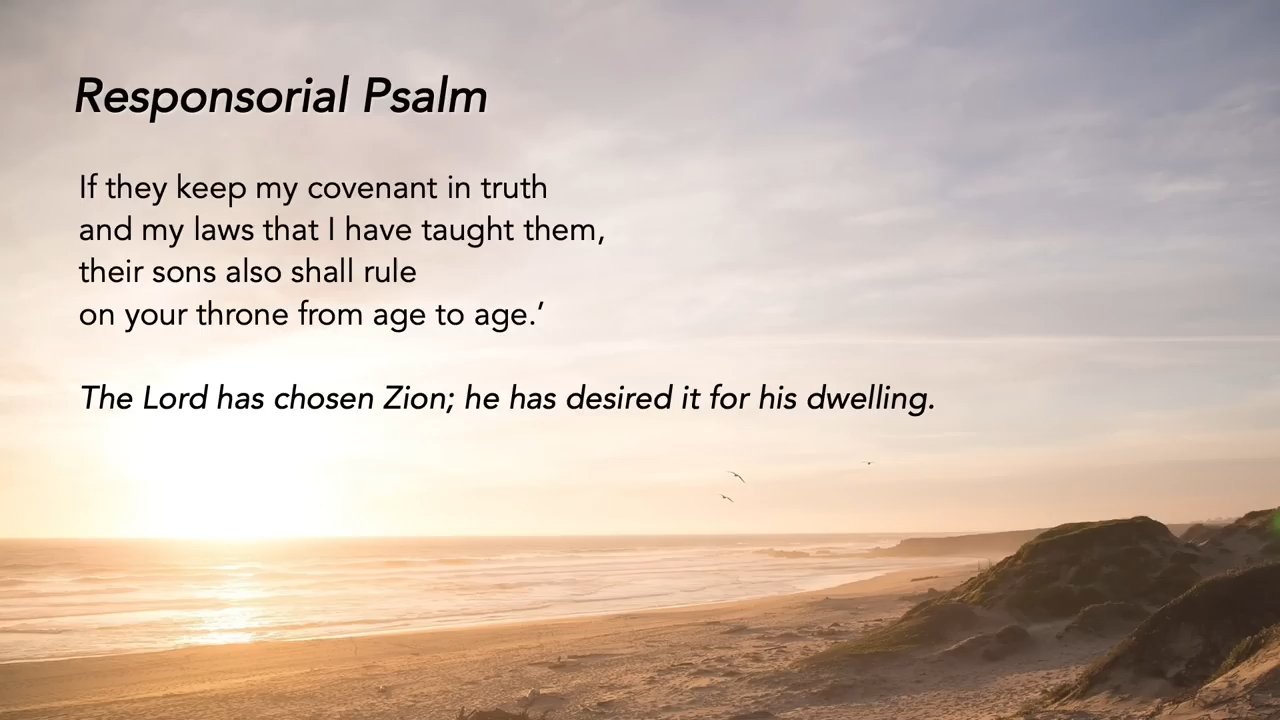 Responsorial Psalm
If they keep my covenant in truth
and my laws that I have taught them,
their sons also shall rule
on your throne from age to age.’
The Lord has chosen Zion; he has desired it for his dwelling.